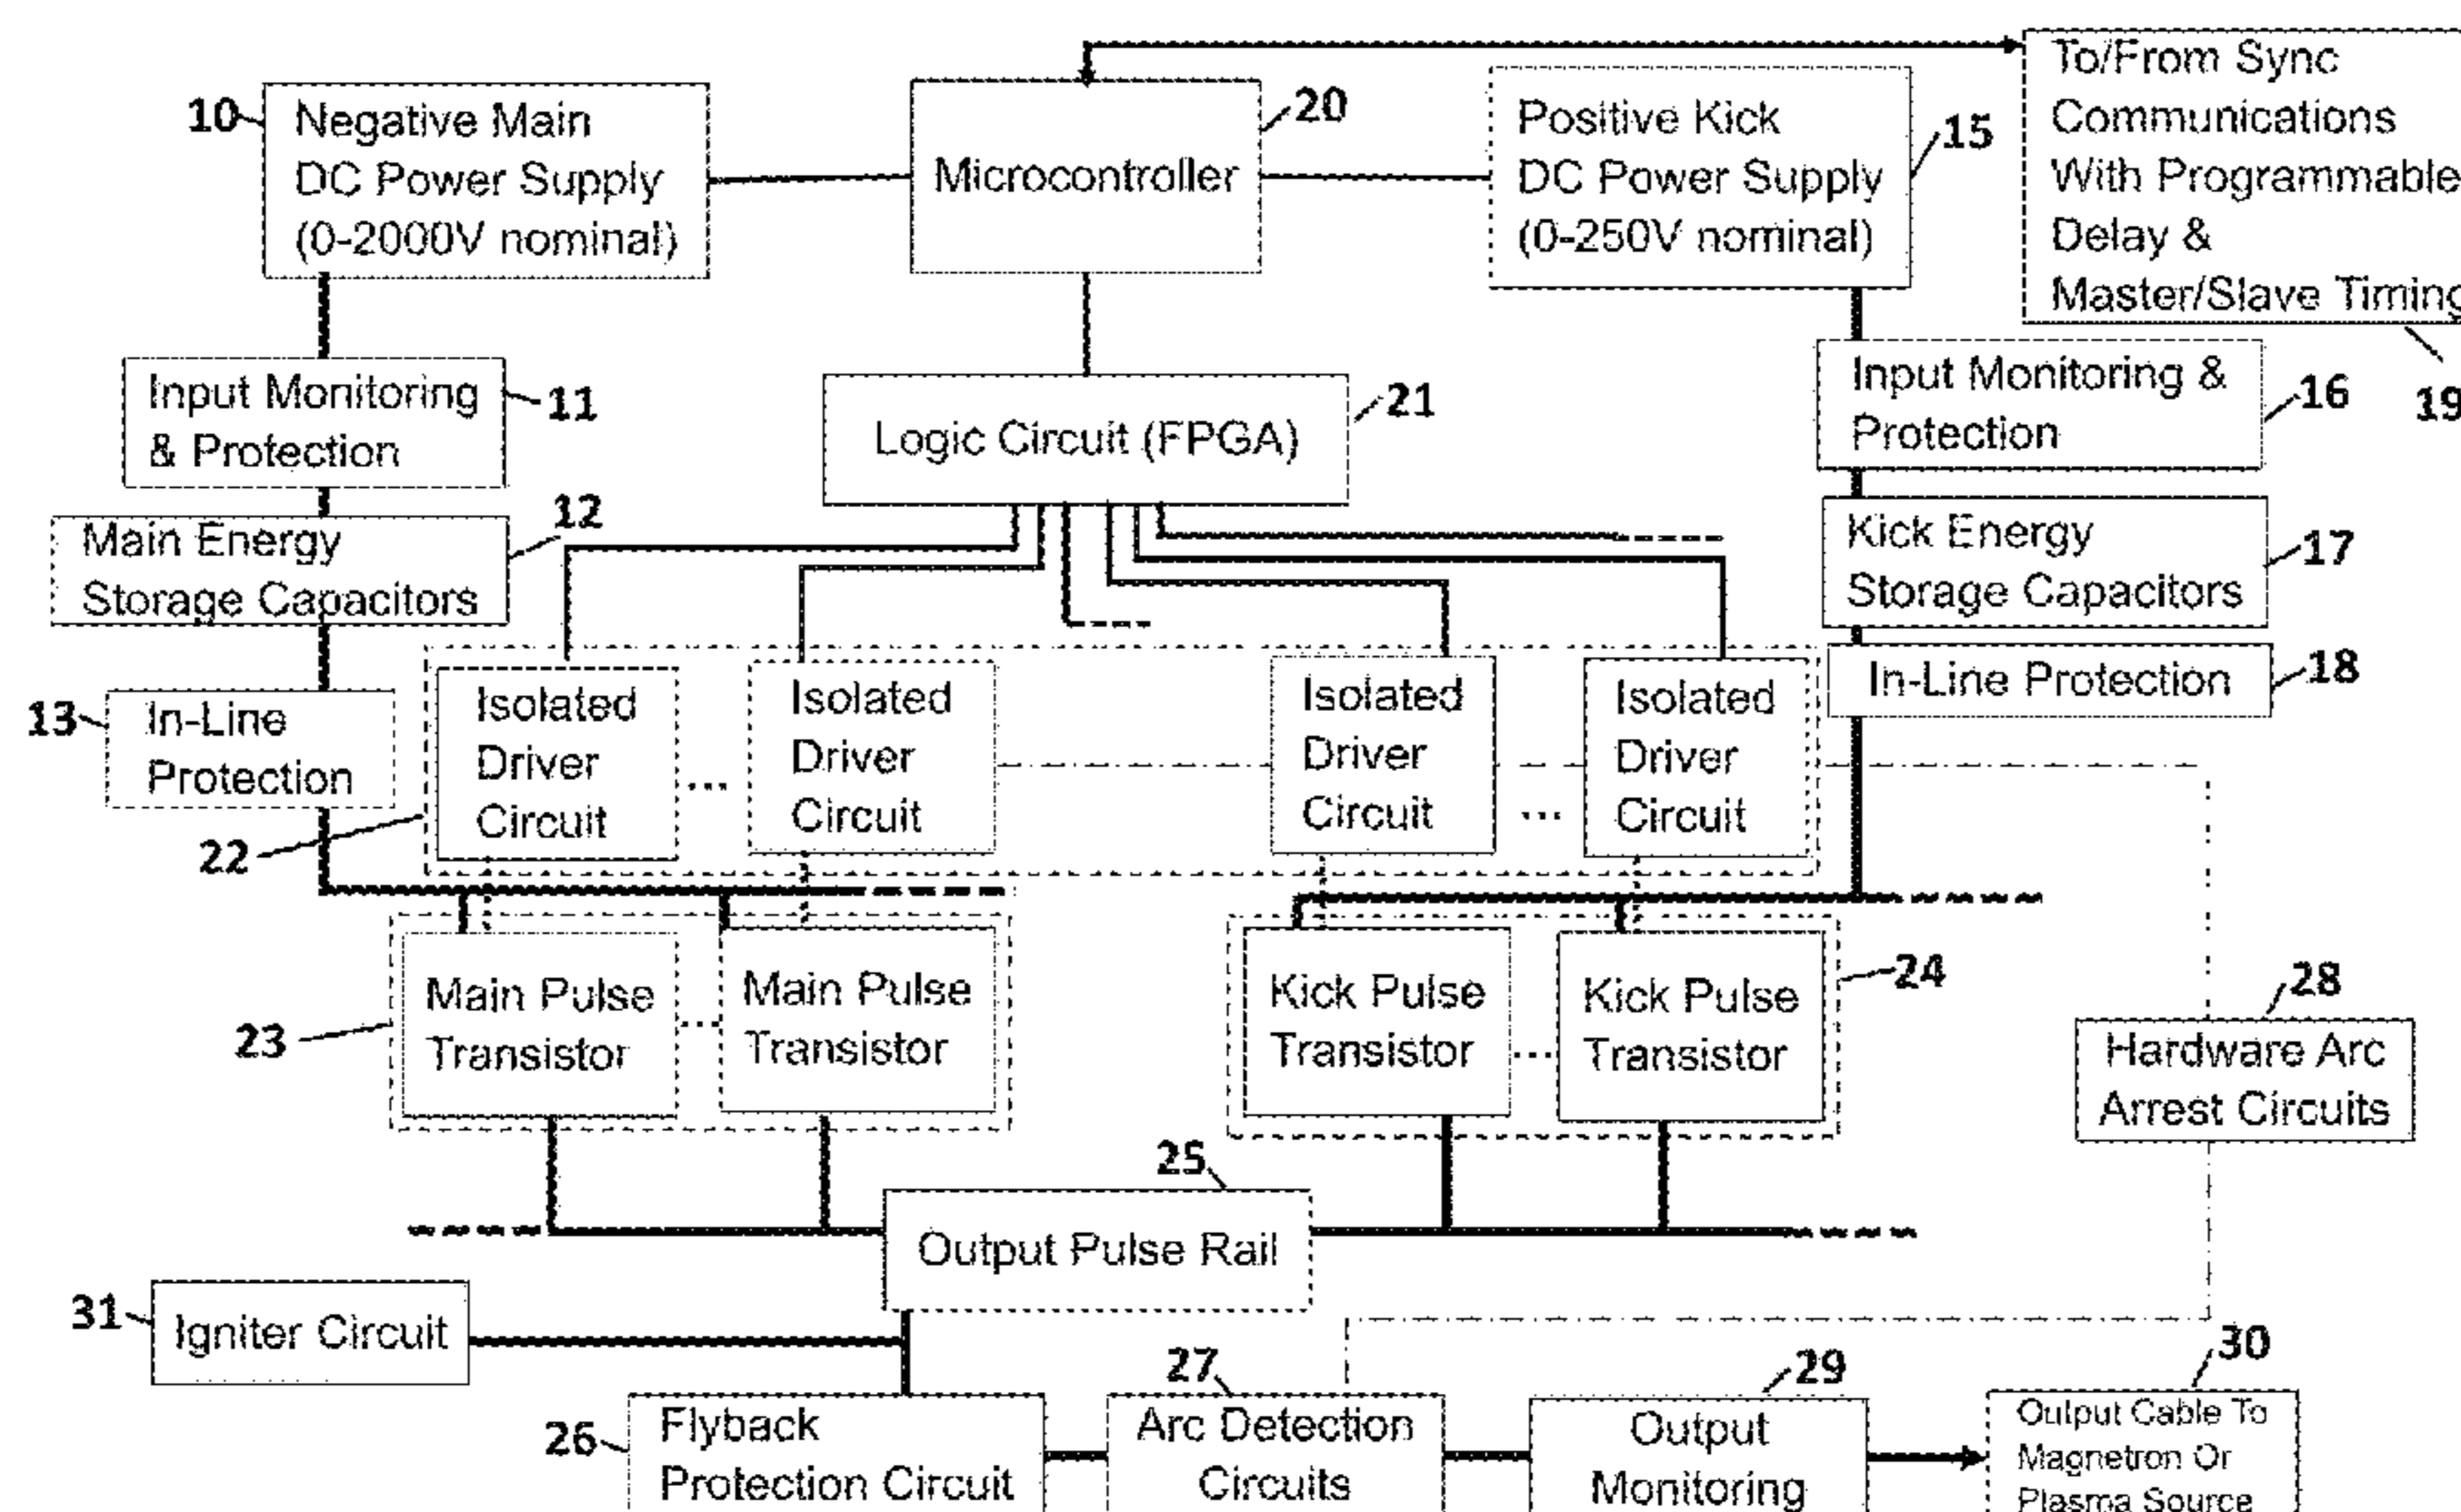 10
Negative Main
DC Power Supply
(0-2000V nominal)
Microcontroller
20
Positive Kick
DC Power Supply
(0-250V nominal)
15
To/From Sync
Communications
With Programmable
Delay &
Master/Slave Timing
19
Input Monitoring
& Protection
11
Logic Circuit (FPGA)
21
Input Monitoring &
Protection
16
Main Energy
Storage Capacitors
12
Kick Energy
Storage Capacitors
17
13
In-Line
Protection
In-Line Protection
18
22
Isolated
Driver
Circuit
...
Isolated
Driver
Circuit
Isolated
Driver
Circuit
...
Isolated
Driver
Circuit
23
Main Pulse
Transistor
...
Main Pulse
Transistor
Kick Pulse
Transistor
...
Kick Pulse
Transistor
24
28
Hardware Arc
Arrest Circuits
25
Output Pulse Rail
31
Igniter Circuit
26
Flyback
Protection Circuit
27
Arc Detection
Circuits
29
Output
Monitoring
30
Output Cable To
Magnetron Or
Plasma Source